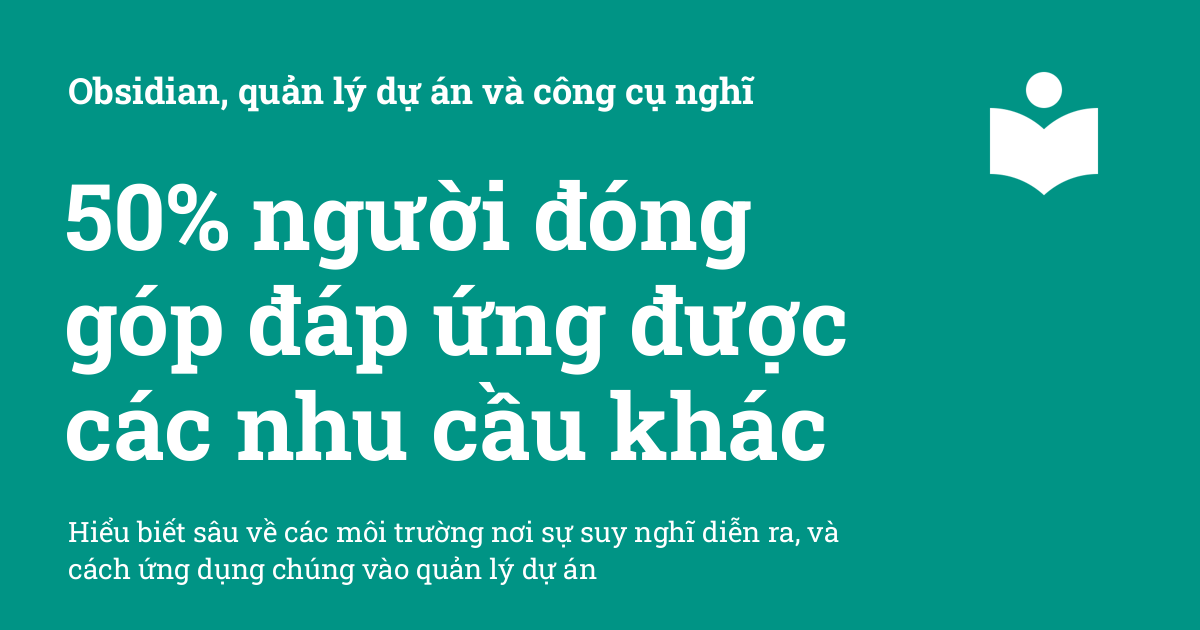 Obsidian, quản lý dự án và công cụ nghĩ
50% người đóng
góp đáp ứng được
các nhu cầu khác
Hiểu biết sâu về các môi trường nơi sự suy nghĩ diễn ra, và
cách ứng dụng chúng vào quản lý dự án